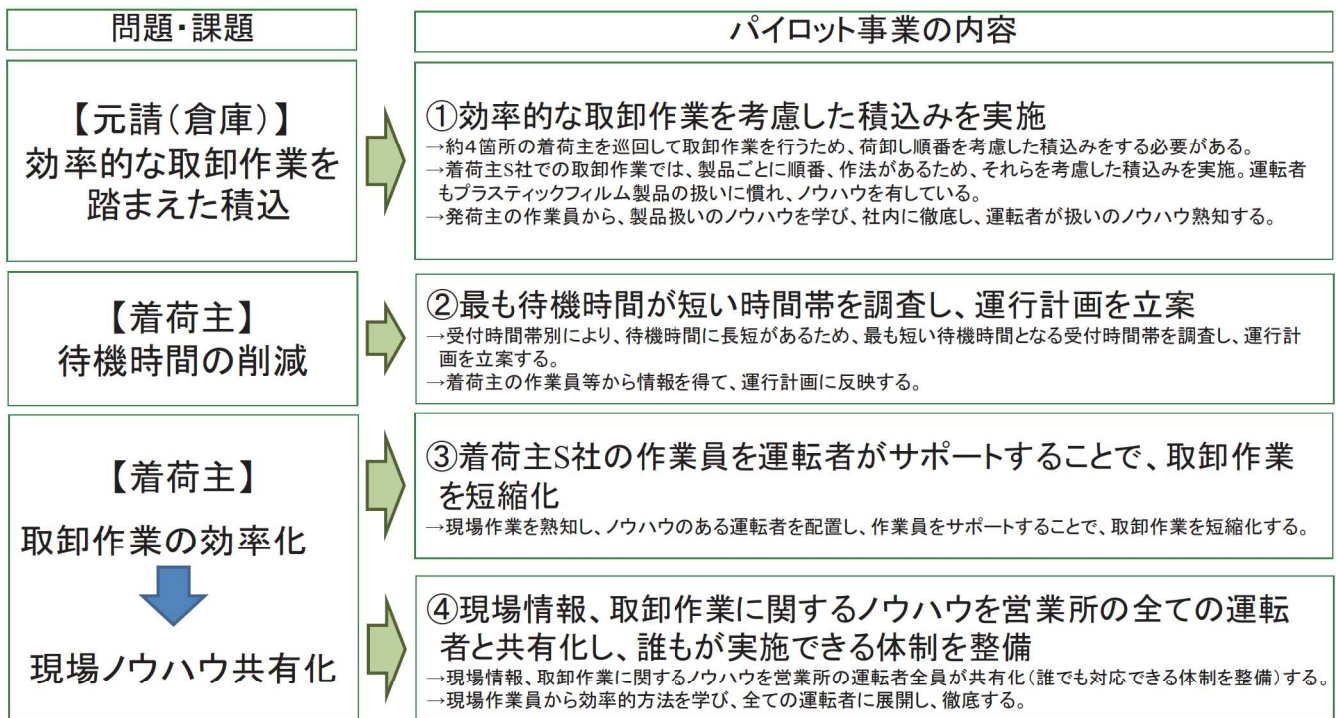 問題・課題
パイロット事業の内容
【元請(倉庫)】
効率的な取卸作業を
踏まえた積込
①効率的な取卸作業を考慮した積込みを実施
→約4箇所の着荷主を巡回して取卸作業を行うため、荷卸し順番を考慮した積込みをする必要がある。
→着荷主S社での取卸作業では、製品ごとに順番、作法があるため、それらを考慮した積込みを実施。運転者
もプラスティックフィルム製品の扱いに慣れ、ノウハウを有している。
→発荷主の作業員から、製品扱いのノウハウを学び、社内に徹底し、運転者が扱いのノウハウ熟知する。
【着荷主】
待機時間の削減
②最も待機時間が短い時間帯を調査し、運行計画を立案
→受付時間帯別により、待機時間に長短があるため、最も短い待機時間となる受付時間帯を調査し、運行計
画を立案する。
→着荷主の作業員等から情報を得て、運行計画に反映する。
【着荷主】
取卸作業の効率化
現場ノウハウ共有化
③着荷主S社の作業員を運転者がサポートすることで、取卸作業
を短縮化
→現場作業を熟知し、ノウハウのある運転者を配置し、作業員をサポートすることで、取卸作業を短縮化する。
④現場情報、取卸作業に関するノウハウを営業所の全ての運転
者と共有化し、誰もが実施できる体制を整備
→現場情報、取卸作業に関するノウハウを営業所の運転者全員が共有化(誰でも対応できる体制を整備)する。
→現場作業員から効率的方法を学び、全ての運転者に展開し、徹底する。